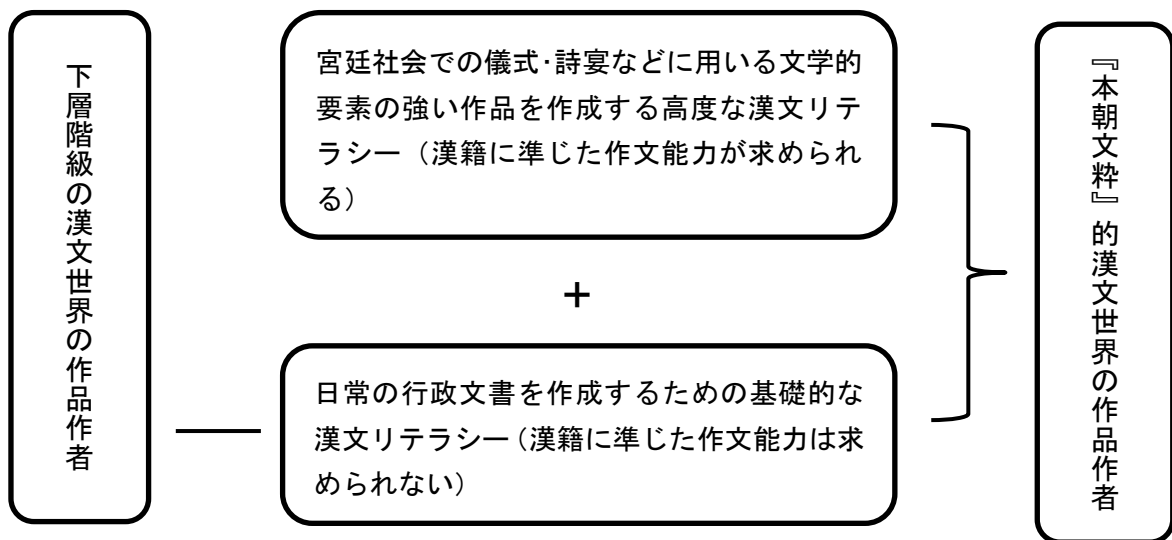 下層階級の漢文世界の作品作者
宮廷社会での儀式･詩宴などに用いる文学的
要素の強い作品を作成する高度な漢文リテ
ラシー（漢籍に準じた作文能力が求められ
る）
+
日常の行政文書を作成するための基礎的な
漢文リテラシー（漢籍に準じた作文能力は求
められない）
『本朝文粋』的漢文世界の作品作者